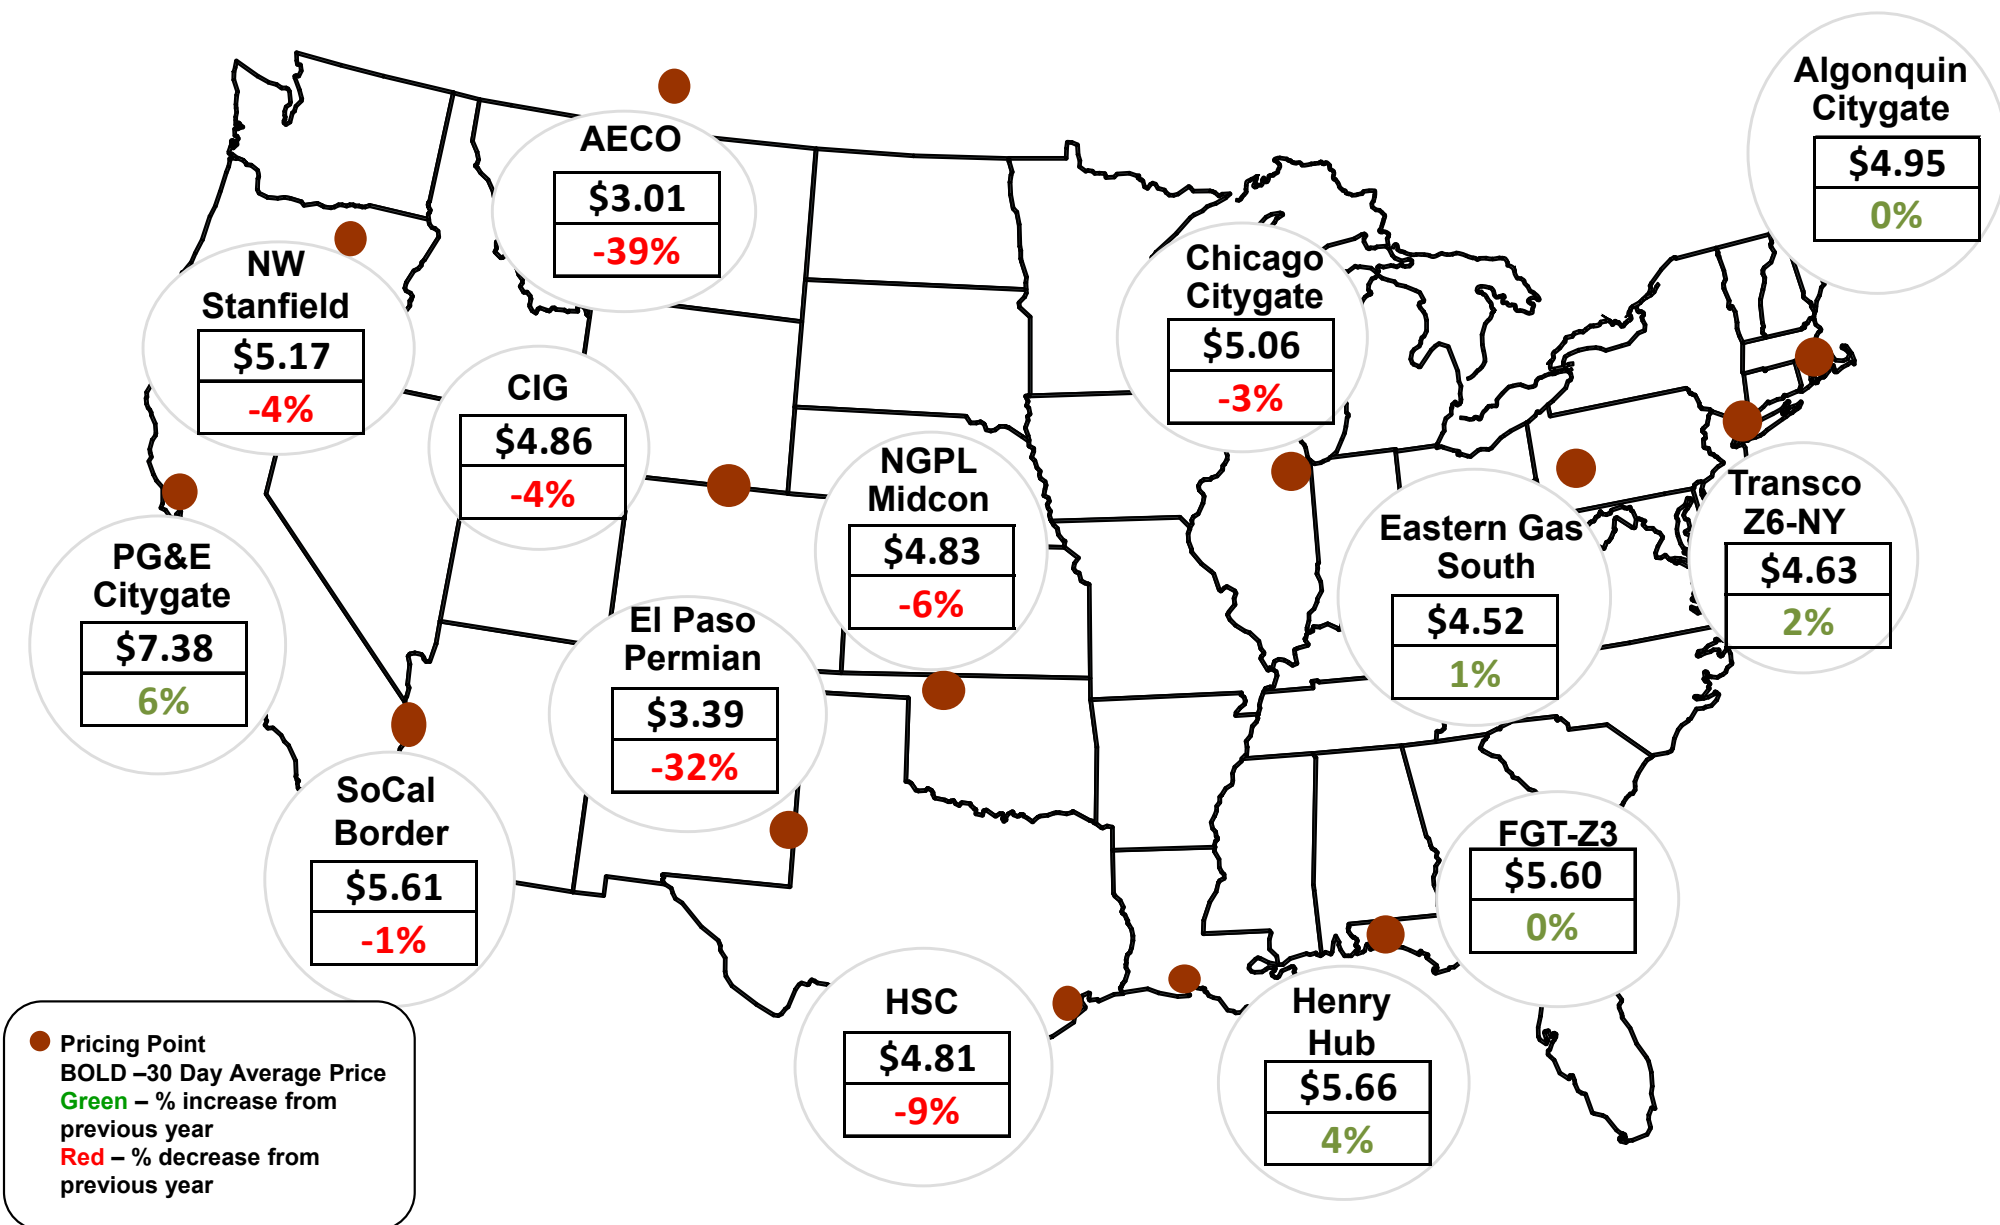 Algonquin
Citygate
$4.95
0%
AECO
$3.01
-39%
NW
Stanfield
$5.17
-4%
Chicago
Citygate
$5.06
-3%
CIG
$4.86
-4%
NGPL
Midcon
$4.83
-6%
Eastern Gas
South
$4.52
1%
Transco
Z6-NY
$4.63
2%
PG&E
Citygate
$7.38
6%
El Paso
Permian
$3.39
-32%
SoCal
Border
$5.61
-1%
FGT-Z3
$5.60
0%
HSC
$4.81
-9%
Henry
Hub
$5.66
4%
Pricing Point
BOLD –30 Day Average Price
Green – % increase from
previous year
Red – % decrease from
previous year